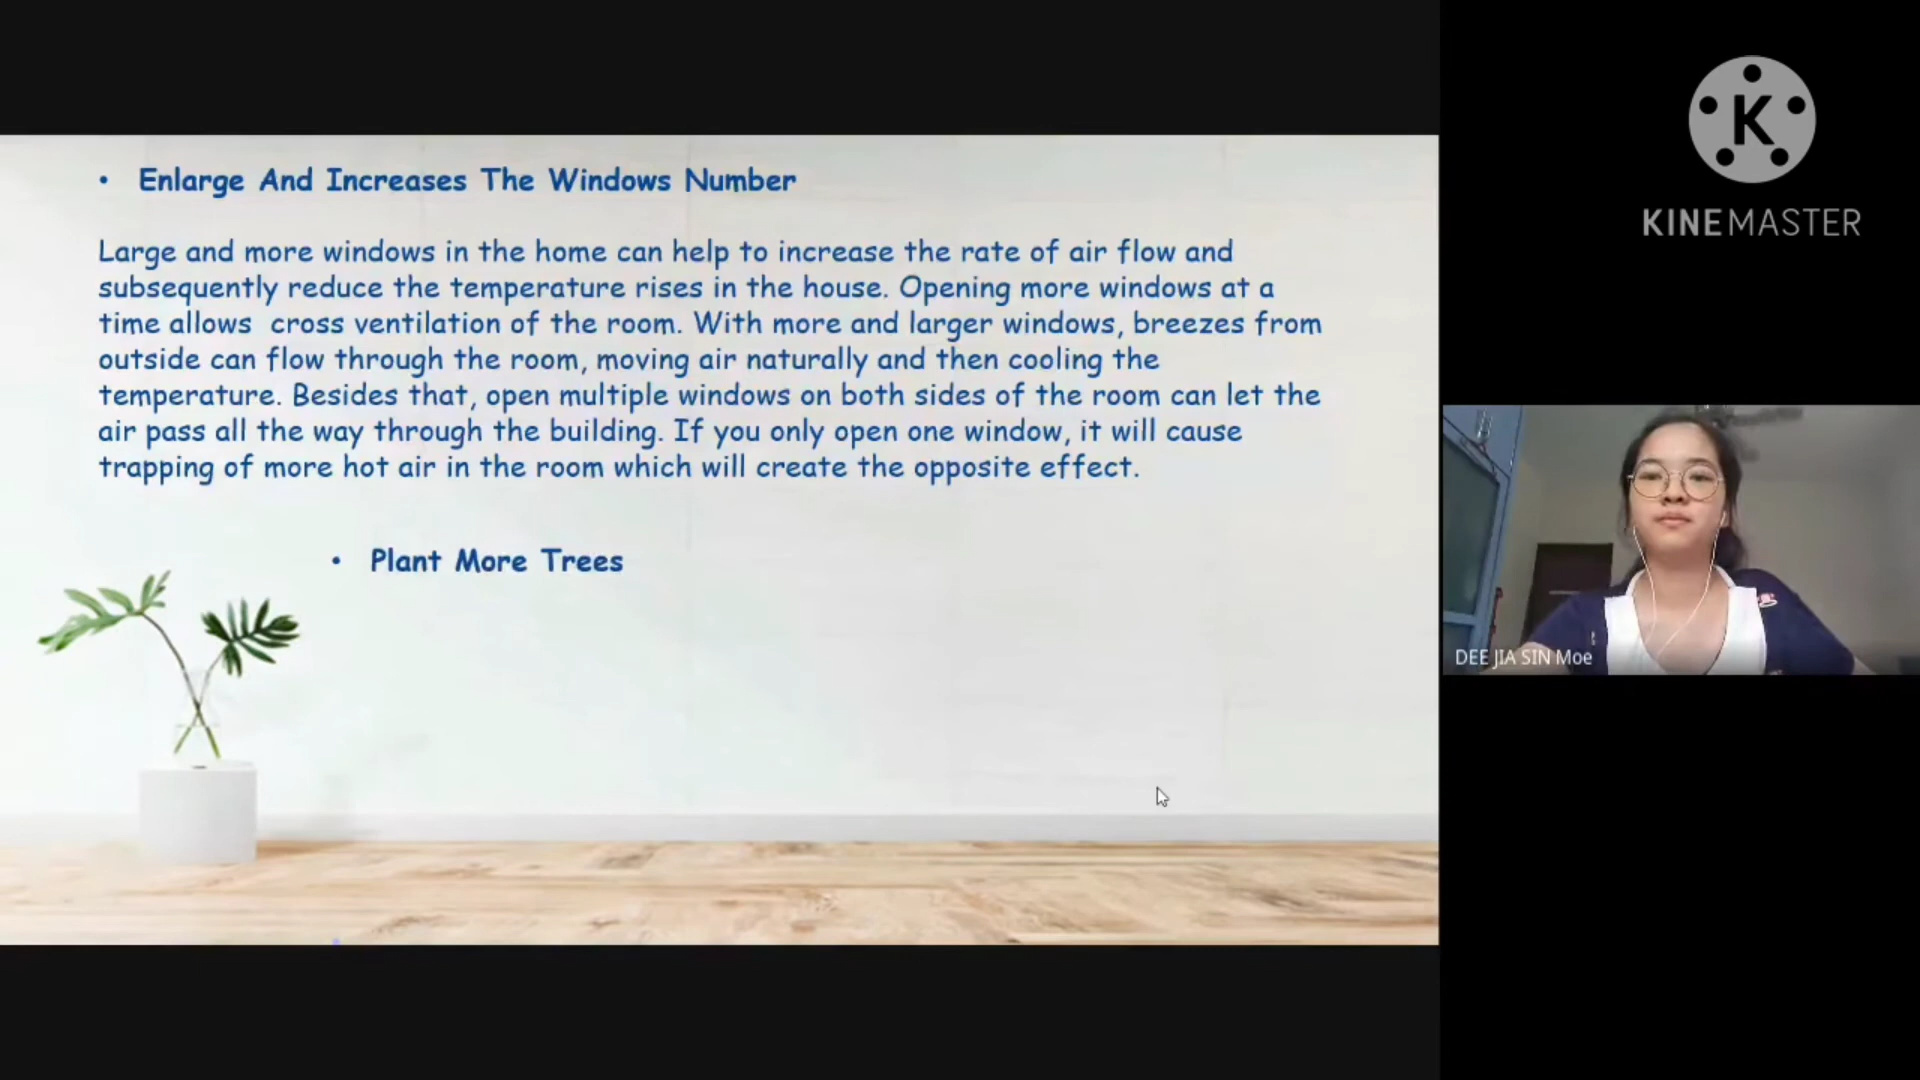 • Enlarge And Increases The Windows Number
Large and more windows in the home can help to increase the rate of air flow and
subsequently reduce the temperature rises in the house. Opening more windows at a
time allows cross ventilation of the room. With more and larger windows, breezes from
outside can flow through the room, moving air naturally and then cooling the
temperature. Besides that, open multiple windows on both sides of the room can let the
air pass all the way through the building. If you only open one window, it will cause
trapping of more hot air in the room which will create the opposite effect.
• Plant More Trees
K
KINEMASTER
DEE JIA SIN Moe